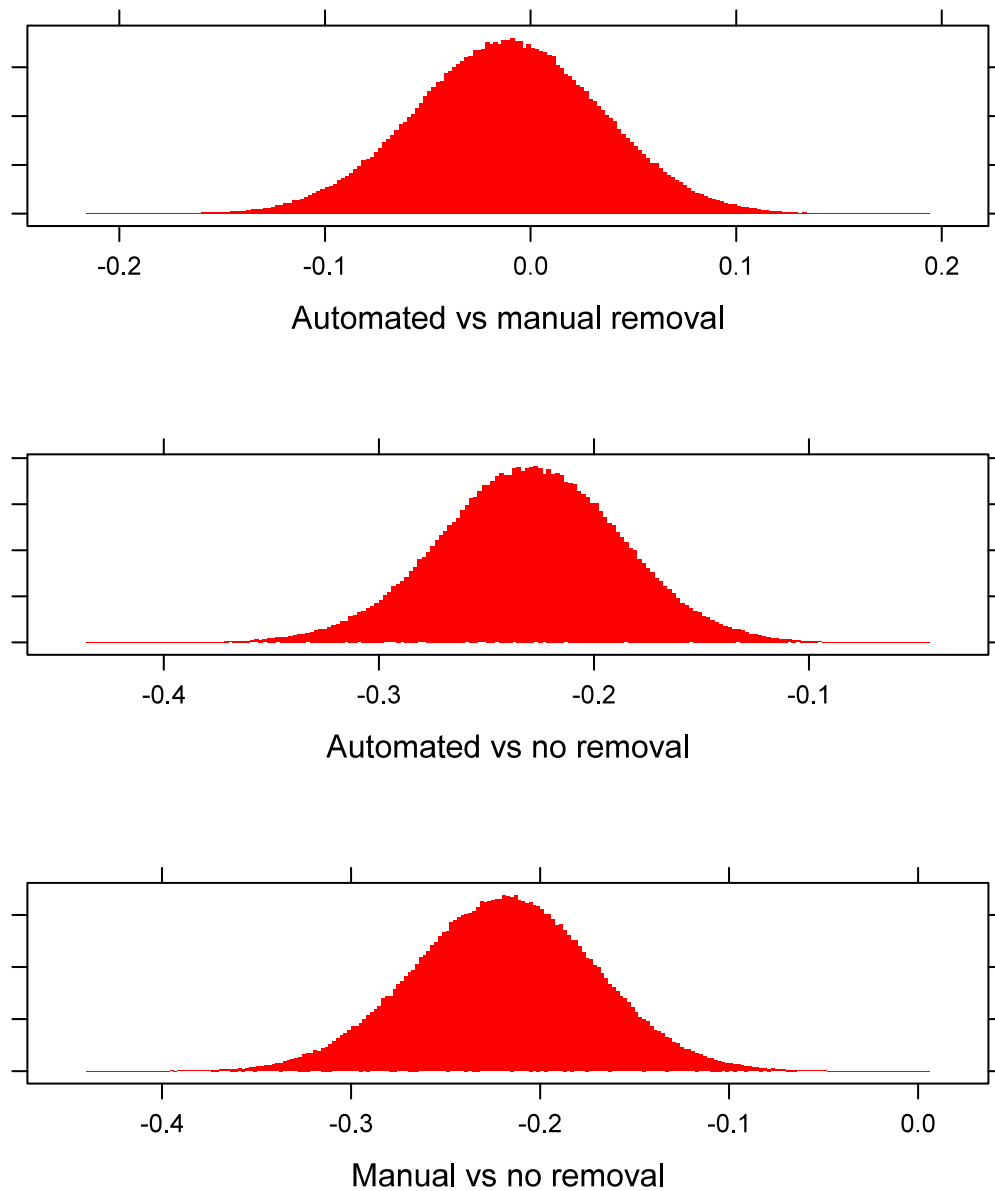 -0.2 -0.1 0.0 0.1 0.2
Automated vs manual removal
-0.4 -0.3 -0.2 -0.1
Automated vs no removal
-0.4 -0.3 -0.2 -0.1 0.0
Manual vs no removal